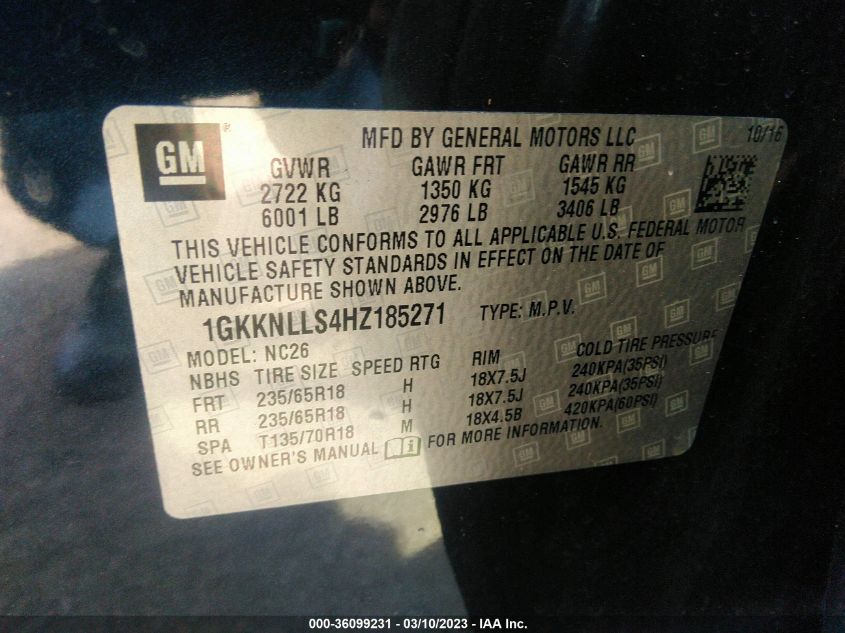 GM
®
MFD BY GENERAL MOTORS LLC
10/16
GVWR GAWR FRT GAWR RR
2722 KG 1350 KG 1545 KG
6001 LB 2976 LB 3406 LB
THIS VEHICLE CONFORMS TO ALL APPLICABLE U.S. FEDERAL MOTOR
VEHICLE SAFETY STANDARDS IN EFFECT ON THE DATE OF
MANUFACTURE SHOWN ABOVE.
1GKKNLLS4HZ185271 TYPE: M.P.V.
MODEL: NC26
NBHS TIRE SIZE SPEED RTG RIM COLD TIRE PRESSURE
FRT 235/65R18 H 18X7.5J 240KPA(35PSI)
RR 235/65R18 H 18X7.5J 240KPA(35PSI)
SPA T135/70R18 M 18X4.5B 420KPA(60PSI)
SEE OWNER'S MANUAL i FOR MORE INFORMATION.
000-36099231 - 03/10/2023 - IAA Inc.